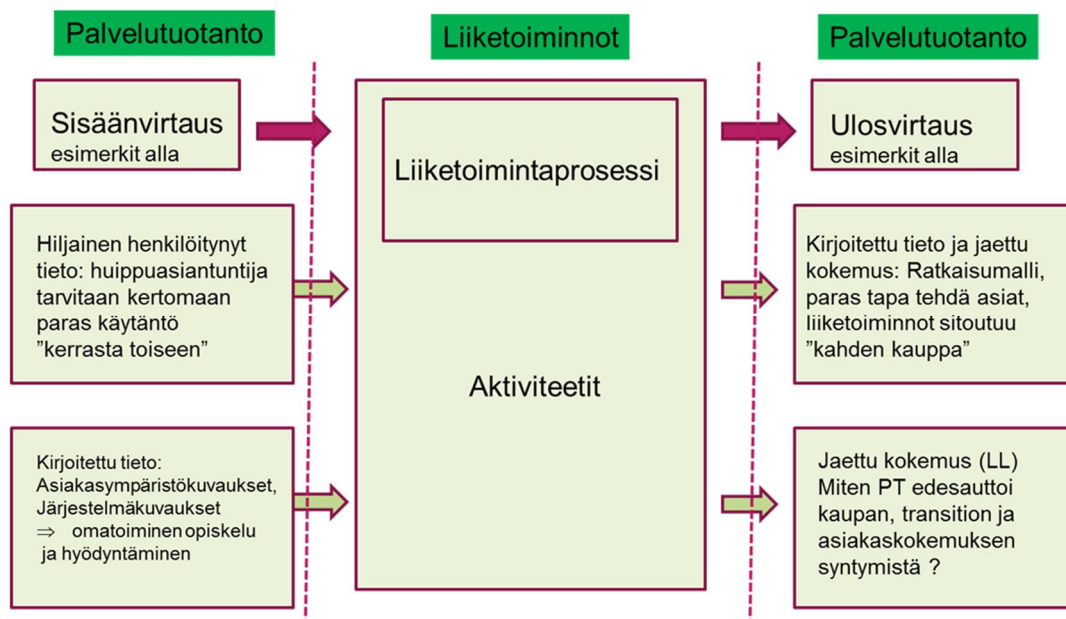 Palvelutuotanto
Liiketoiminnot
Palvelutuotanto
Sisäänvirtaus
esimerkit alla
Liiketoimintaprosessi
Ulosvirtaus
esimerkit alla
Hiljainen henkilöitynyt
tieto: huippuasiantuntija
tarvitaan kertomaan
paras käytäntö
”kerrasta toiseen”
Kirjoitettu tieto ja jaettu
kokemus: Ratkaisumalli,
paras tapa tehdä asiat,
liiketoiminnot sitoutuu
”kahden kauppa”
Aktiviteetit
Kirjoitettu tieto:
Asiakasympäristökuvaukset,
Järjestelmäkuvaukset
⇒ omatoiminen opiskelu
ja hyödyntäminen
Jaettu kokemus (LL)
Miten PT edesauttoi
kaupan, transition ja
asiakaskokemuksen
syntymistä ?